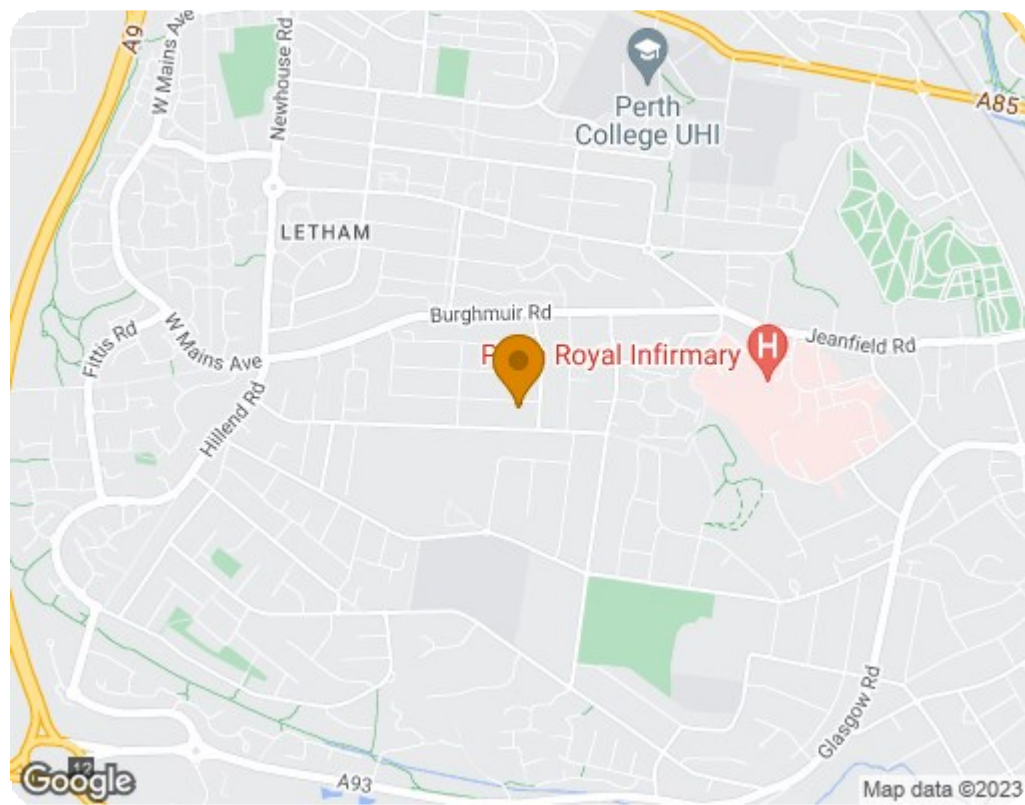 A9
W Mains Ave
Newhouse Rd
Perth
College UHI
A85
LETHAM
Burghmuir Rd
Jeanfield Rd
Fittis Rd
W Mains Ave
Royal Infirmary
H
Hillend Rd
Glasgow Rd
A93
Google
Map data ©2023